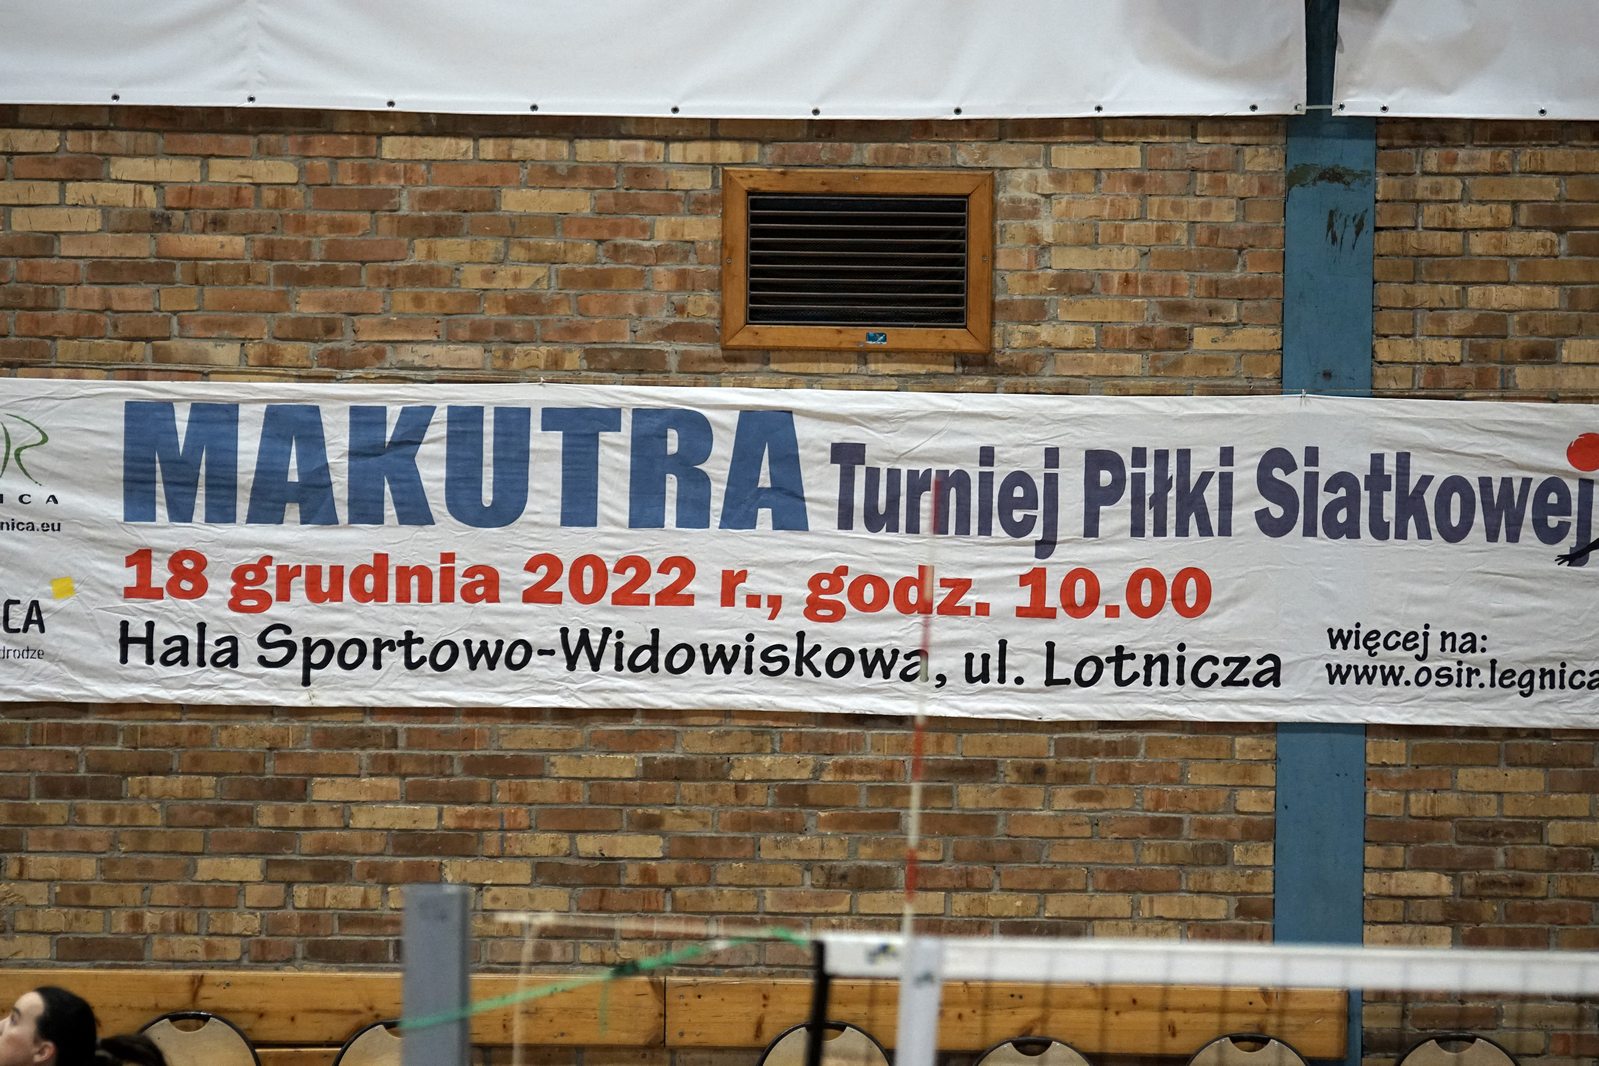 MAKUTRA Turniej Piłki Siatkowej
18 grudnia 2022 r., godz. 10.00
Hala Sportowo-Widowiskowa, ul. Lotnicza
więcej na:
www.osir.legnica